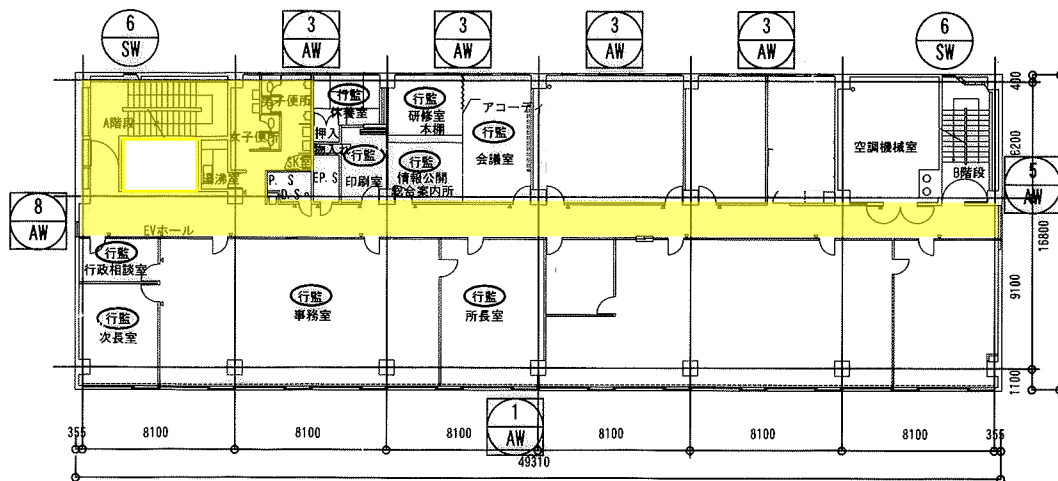 6
SW
3
AW
3
AW
3
AW
3
AW
6
SW
A階段
男子便所
女子便所
SK室
湯沸室
押入
物入
行監
休養室
行監
印刷室
P. S
D. S
EP. S
行監
研修室
本棚
行監
情報公開
総合案内所
アコーディ
行監
会議室
空調機械室
B階段
400
6200
5
AW
16800
9100
1100
8
AW
EVホール
行監
行政相談室
行監
次長室
行監
事務室
行監
所長室
1
AW
355
8100
8100
8100
8100
8100
8100
355
49310